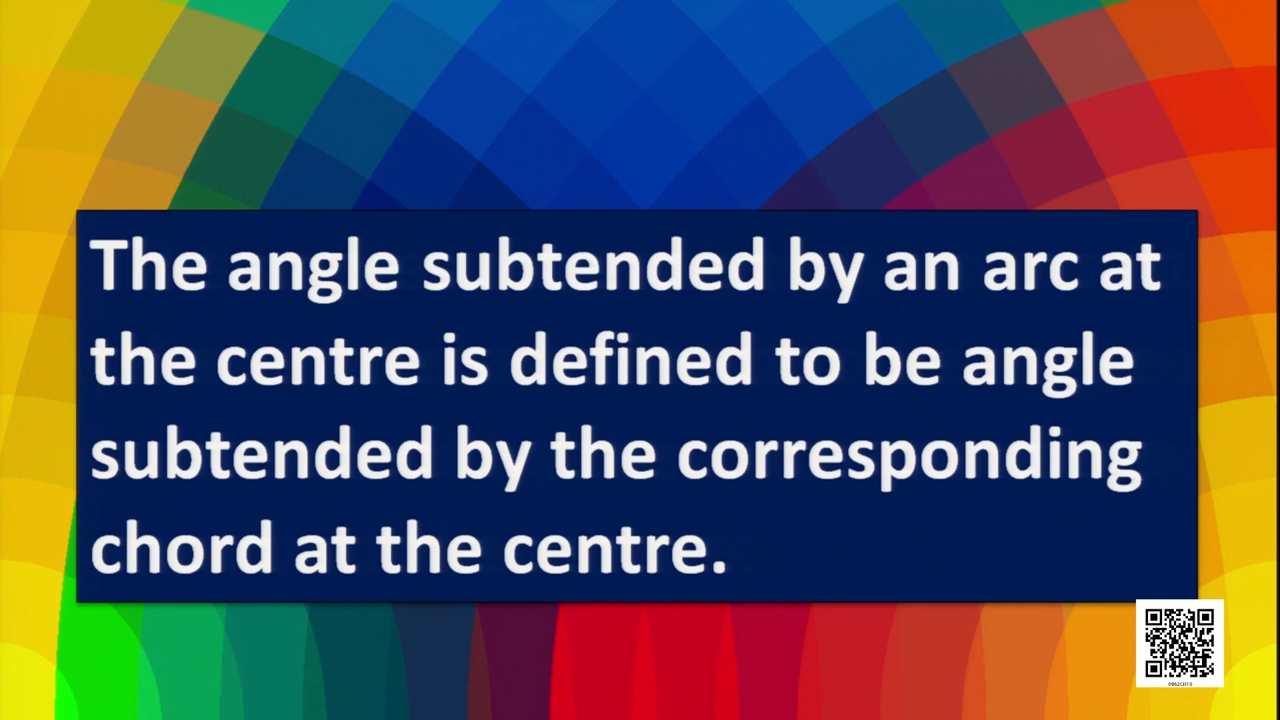 The angle subtended by an arc at
the centre is defined to be angle
subtended by the corresponding
chord at the centre.
0962CH10